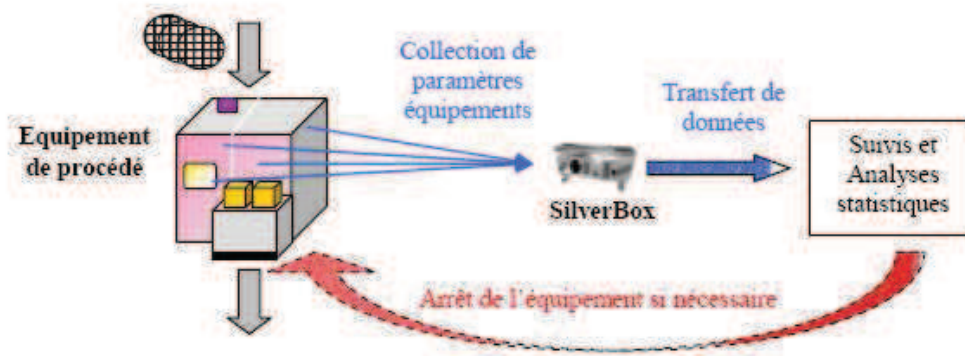 Collection de
paramètres
équipements
Transfert de
données
Equipement
de procédé
Suivis et
Analyses
statistiques
SilverBox
Arrêt de l'équipement si nécessaire